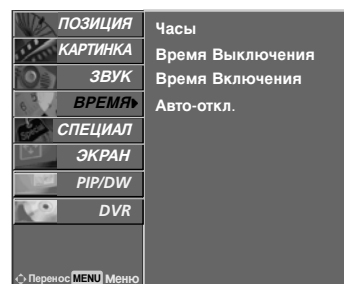 ПОЗИЦИЯ
КАРТИНКА
ЗВУК
ВРЕМЯ
СПЕЦИАЛ
ЭКРАН
PIP/DW
DVR
Перенос MENU Меню
Часы
Время Выключения
Время Включения
Авто-откл.